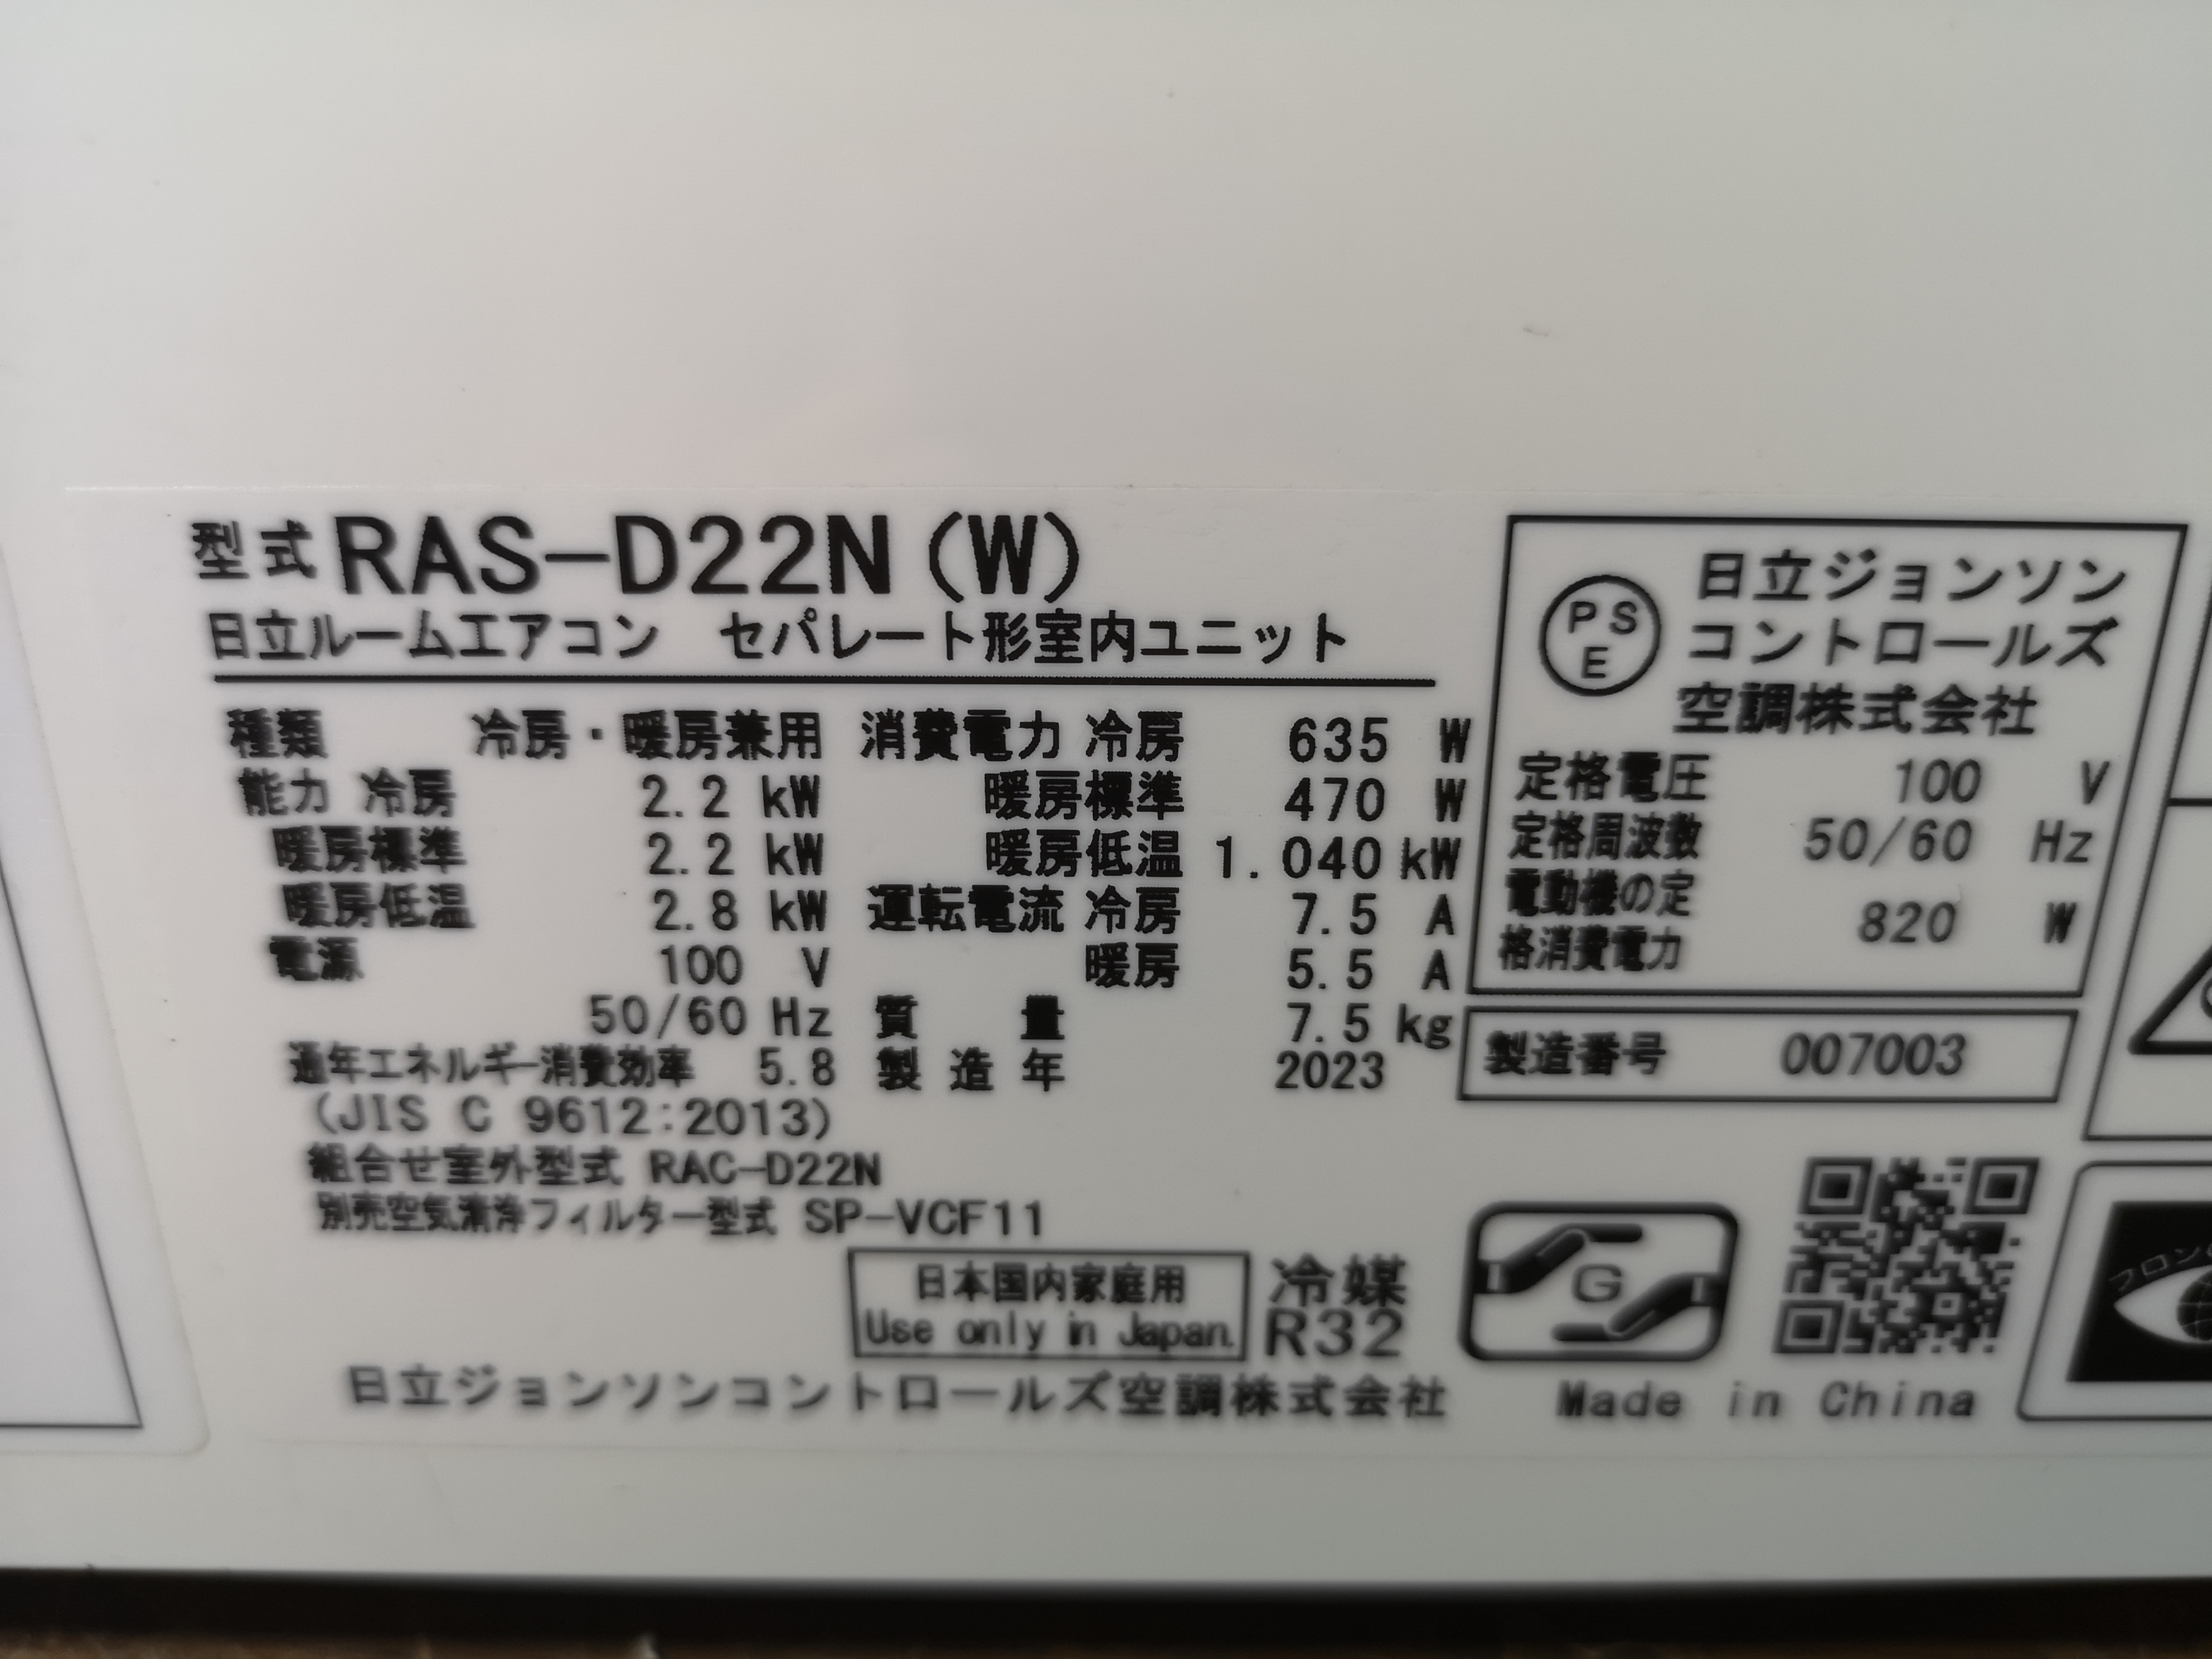 型式 RAS-D22N(W)
日立ルームエアコン セパレート形室内ユニット
種類 冷房・暖房兼用
能力 冷房 2.2 kW
暖房標準 2.2 kW
暖房低温 2.8 kW
電源 100 V
50/60 Hz
通年エネルギー消費効率 5.8
(JIS C 9612:2013)
組合せ室外型式 RAC-D22N
別売空気清浄フィルター型式 SP-VCF11
消費電力 冷房 635 W
暖房標準 470 W
暖房低温 1.040 kW
運転電流 冷房 7.5 A
暖房 5.5 A
質量 7.5 kg
製造年 2023
日本国内家庭用
Use only in Japan.
冷媒
R32
日立ジョンソンコントロールズ空調株式会社
PS
E
日立ジョンソン
コントロールズ
空調株式会社
定格電圧 100 V
定格周波数 50/60 Hz
電動機の定
格消費電力 820 W
製造番号 007003
G
Made in China